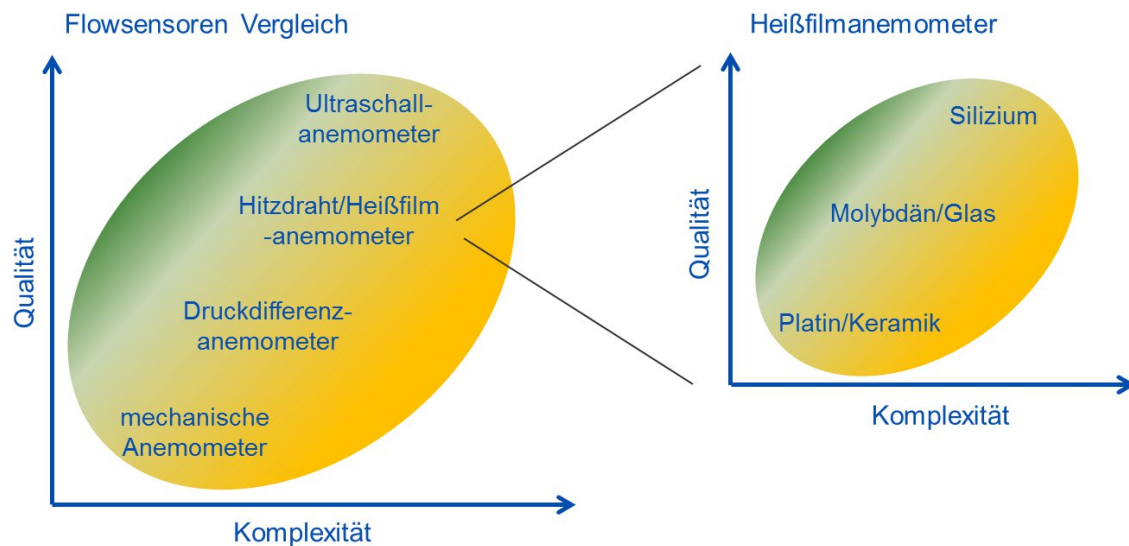 Flowsensoren Vergleich
Qualität
Ultraschall-
anemometer
Hitzdraht/Heißfilm
-anemometer
Druckdifferenz-
anemometer
mechanische
Anemometer
Komplexität
Heißfilmanemometer
Qualität
Silizium
Molybdän/Glas
Platin/Keramik
Komplexität